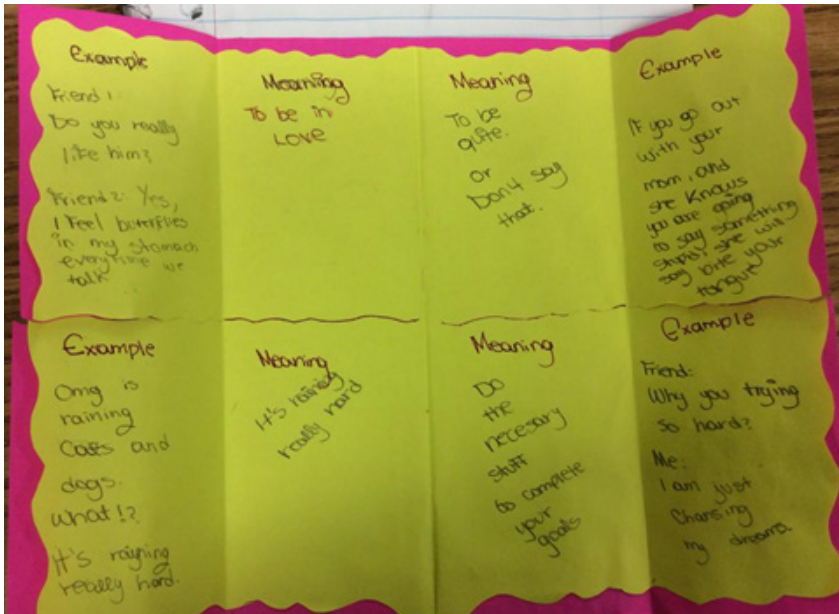 Example
Friend 1:
Do you really
like him?
Friend 2: Yes,
I feel buterflies
in my stomach
everytime we
talk
Meaning
To be in
Love
Meaning
To be
qute.
or
Don't say
that.
Example
If you go out
with your
mom, and
she knows
you are going
to say something
stupid, she will
say bite your
tongue
Example
Omg is
raining
Cats and
dogs.
what!?
It's raining
really hard.
Meaning
It's raining
really hard
Meaning
Do
the
necesary
stuff
to complete
your
goals
Example
Friend:
Why you trying
so hard?
Me:
I am just
Chansing
my dreams.